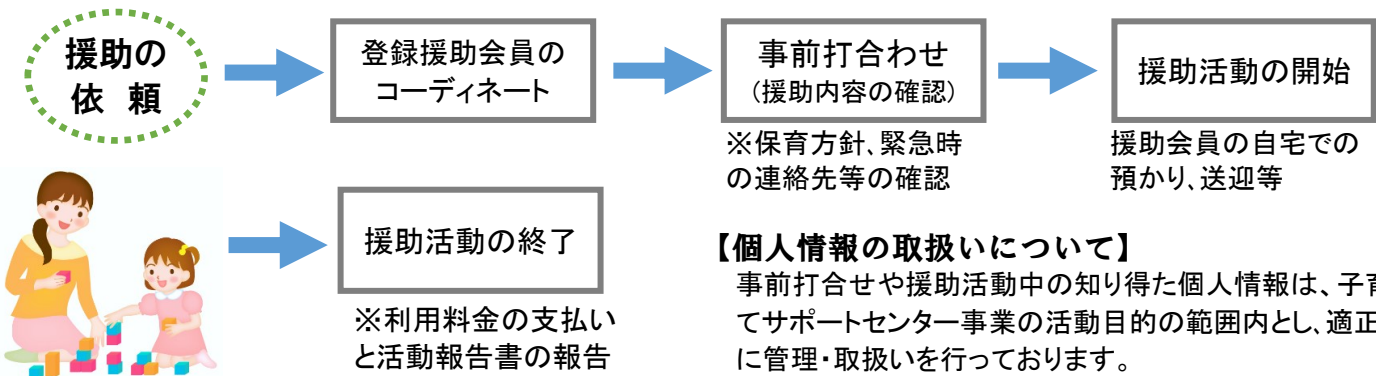 援助の
依 頼
登録援助会員の
コーディネート
事前打合わせ
(援助内容の確認)
※保育方針、緊急時
の連絡先等の確認
援助活動の開始
援助会員の自宅での
預かり、送迎等
援助活動の終了
※利用料金の支払い
と活動報告書の報告
【個人情報の取扱いについて】
事前打合せや援助活動中の知り得た個人情報は、子育
てサポートセンター事業の活動目的の範囲内とし、適正
に管理・取扱いを行っております。